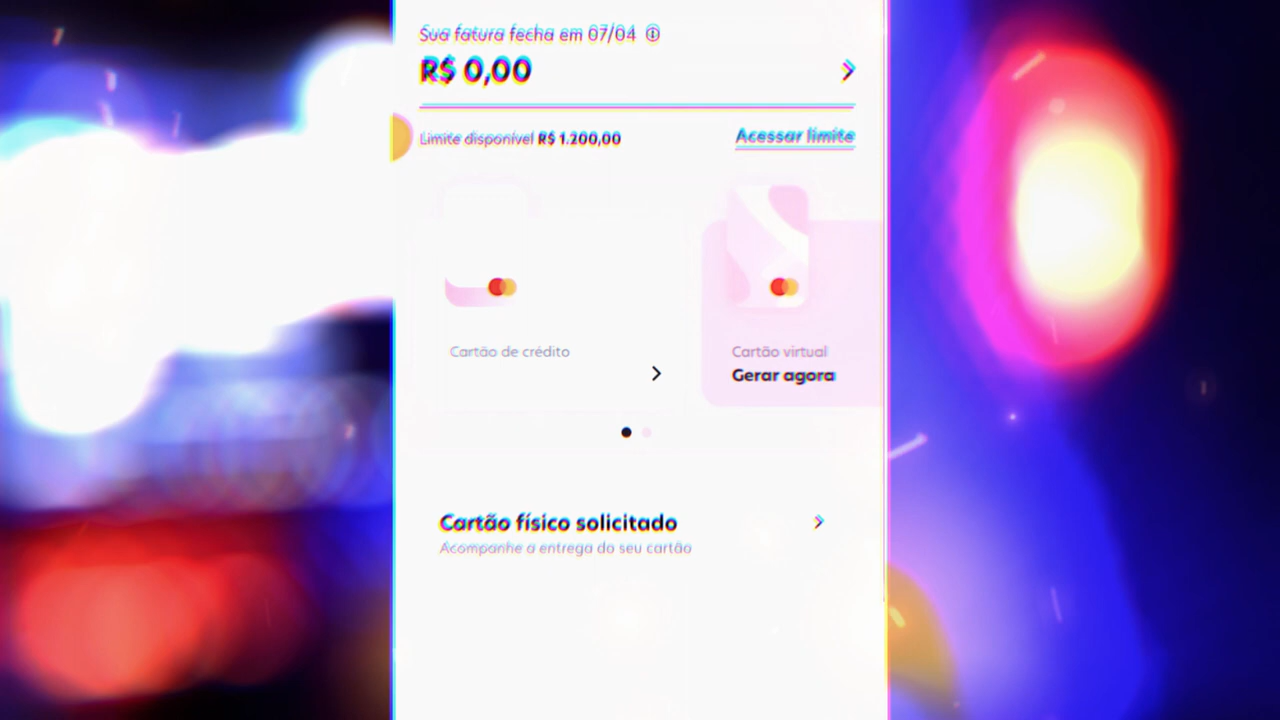 Sua fatura fecha em 07/04
R$ 0,00
Limite disponível R$ 1.200,00
Acessar limite
Cartão de crédito
Cartão virtual
Gerar agora
Cartão físico solicitado
Acompanhe a entrega do seu cartão